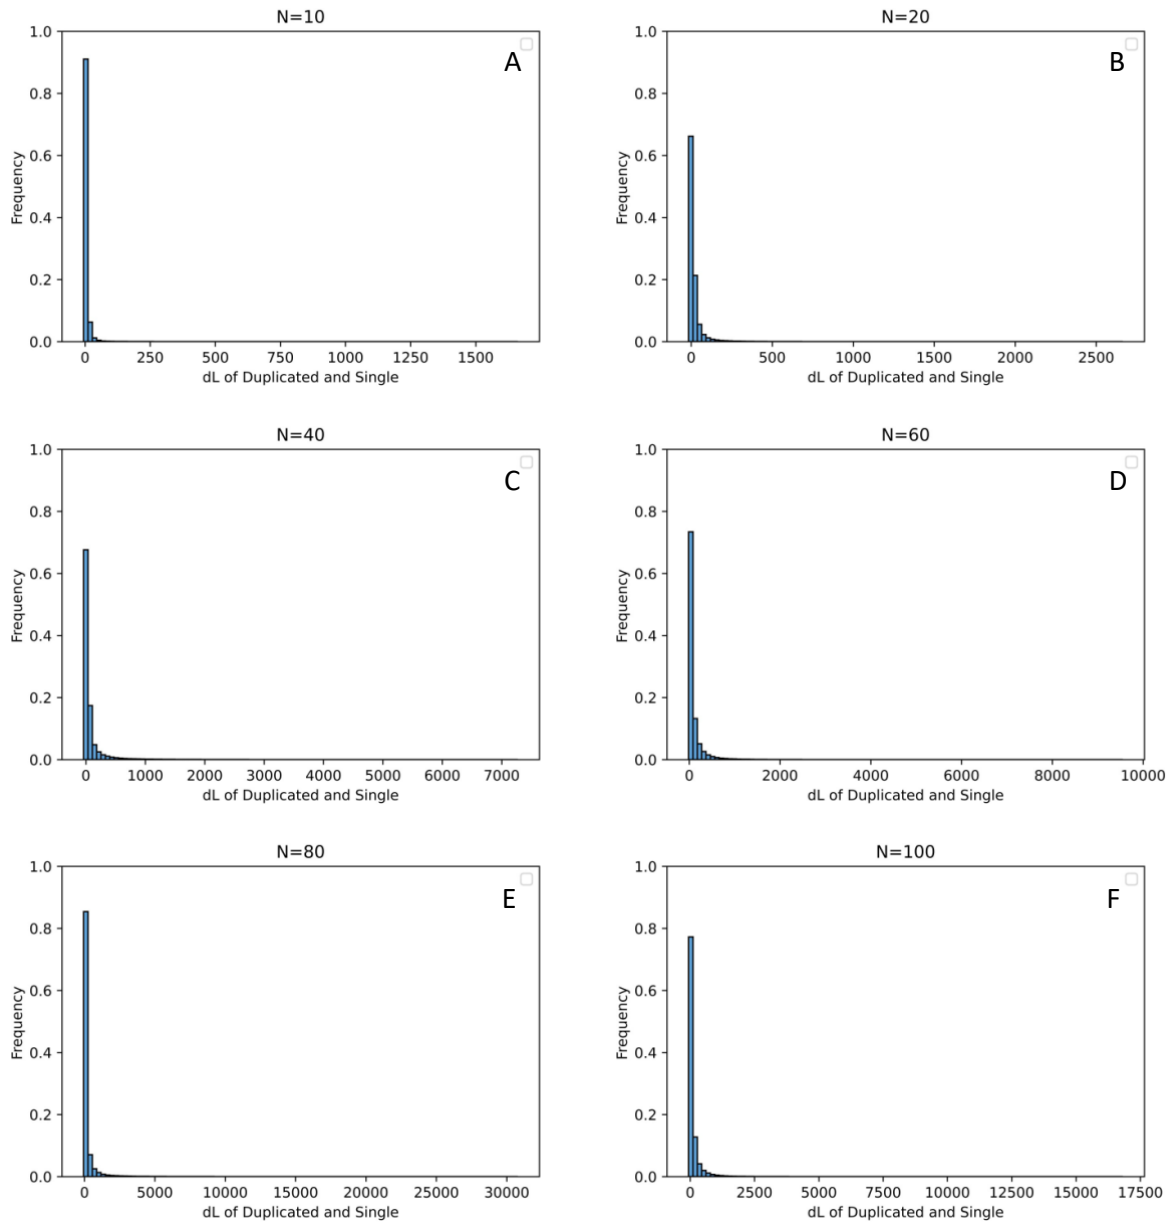 N=10
A
1.0
0.8
0.6
0.4
0.2
0.0
Frequency
0 250 500 750 1000 1250 1500
dL of Duplicated and Single
N=20
B
1.0
0.8
0.6
0.4
0.2
0.0
Frequency
0 500 1000 1500 2000 2500
dL of Duplicated and Single
N=40
C
1.0
0.8
0.6
0.4
0.2
0.0
Frequency
0 1000 2000 3000 4000 5000 6000 7000
dL of Duplicated and Single
N=60
D
1.0
0.8
0.6
0.4
0.2
0.0
Frequency
0 2000 4000 6000 8000 10000
dL of Duplicated and Single
N=80
E
1.0
0.8
0.6
0.4
0.2
0.0
Frequency
0 5000 10000 15000 20000 25000 30000
dL of Duplicated and Single
N=100
F
1.0
0.8
0.6
0.4
0.2
0.0
Frequency
0 2500 5000 7500 10000 12500 15000 17500
dL of Duplicated and Single